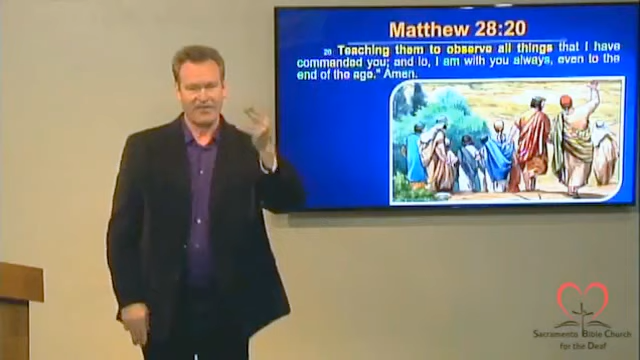 Matthew 28:20
20 Teaching them to observe all things that I have
commanded you; and lo, I am with you always, even to the
end of the age." Amen.
Sacramento Bible Church
for the Deaf